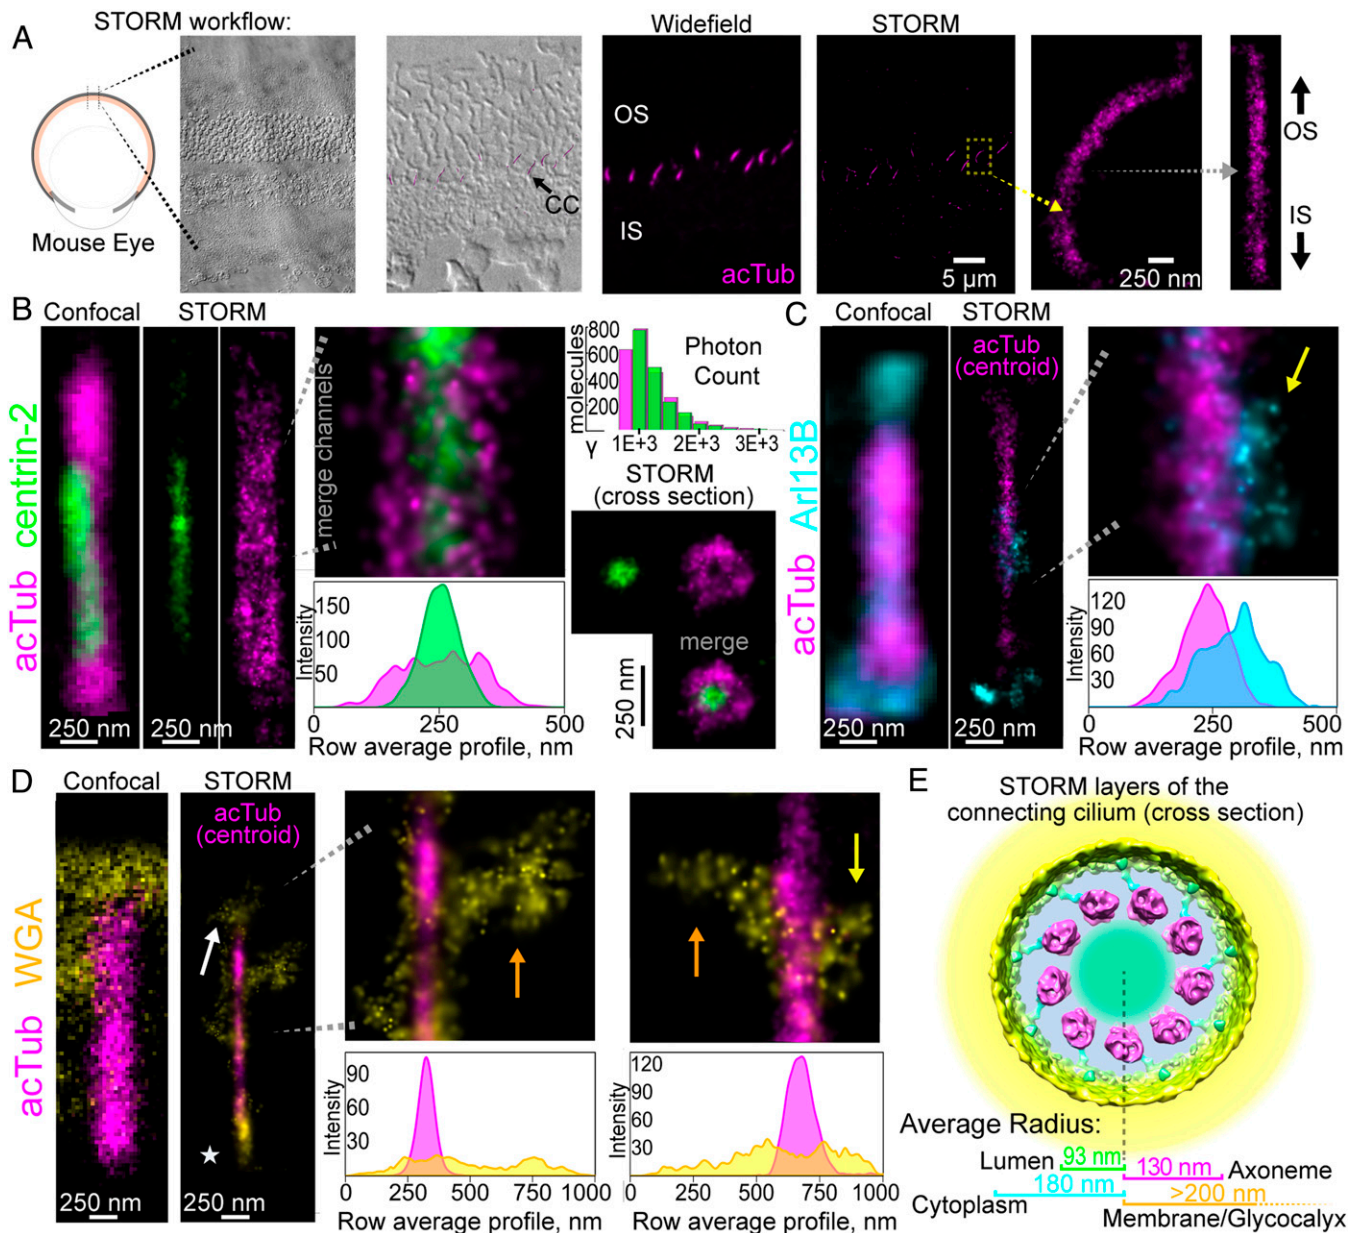 A
STORM workflow:
Mouse Eye
CC
Widefield
OS
IS
acTub
STORM
5 µm
250 nm
OS
IS
B
Confocal
STORM
acTub centrin-2
250 nm
250 nm
merge channels
Intensity
150
100
50
0
250
500
Row average profile, nm
molecules
800
600
400
200
Photon
Count
γ
1E+3
2E+3
3E+3
STORM
(cross section)
merge
250 nm
C
Confocal
STORM
acTub
(centroid)
acTub Arl13B
250 nm
250 nm
Intensity
120
90
60
30
0
250
500
Row average profile, nm
D
Confocal
STORM
acTub
(centroid)
acTub WGA
250 nm
250 nm
Intensity
90
60
30
0
250
500
750
1000
Row average profile, nm
Intensity
120
90
60
30
0
250
500
750
1000
Row average profile, nm
E
STORM layers of the
connecting cilium (cross section)
Average Radius:
Lumen 93 nm
130 nm Axoneme
Cytoplasm 180 nm
>200 nm
Membrane/Glycocalyx